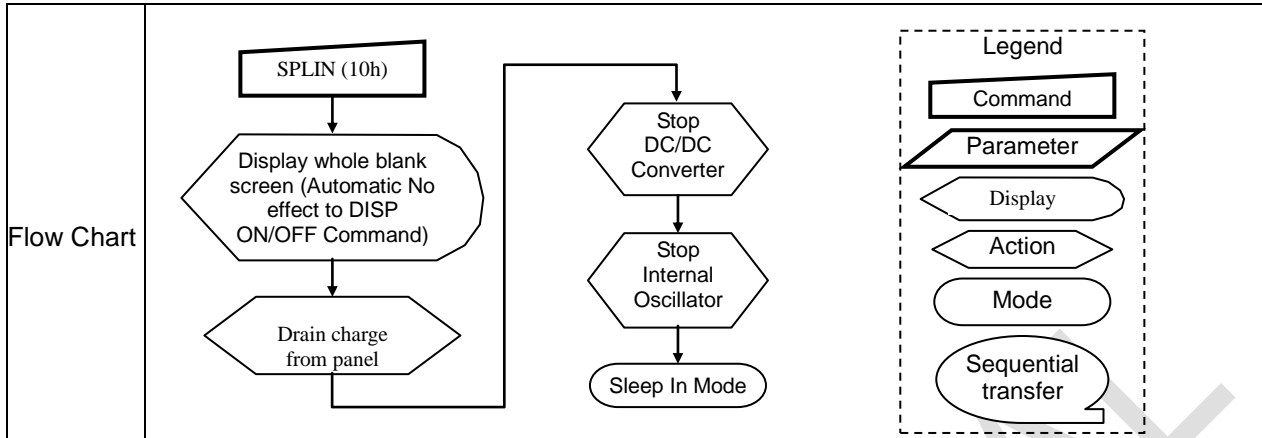 Flow Chart
SPLIN (10h)
Display whole blank
screen (Automatic No
effect to DISP
ON/OFF Command)
Drain charge
from panel
Stop
DC/DC
Converter
Stop
Internal
Oscillator
Sleep In Mode
Legend
Command
Parameter
Display
Action
Mode
Sequential
transfer